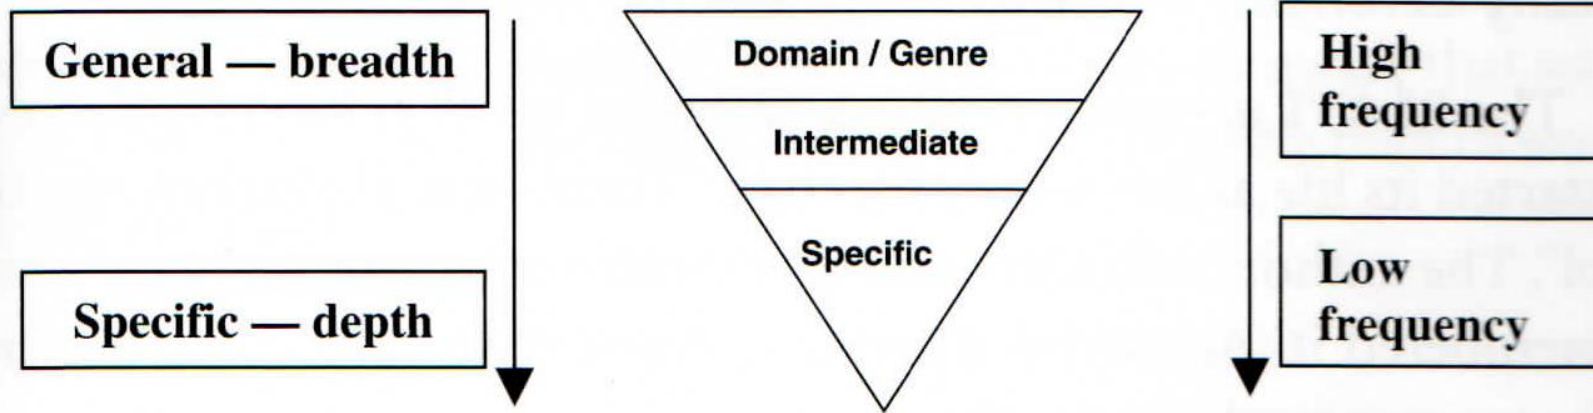 General — breadth
Specific — depth
Domain / Genre
Intermediate
Specific
High
frequency
Low
frequency